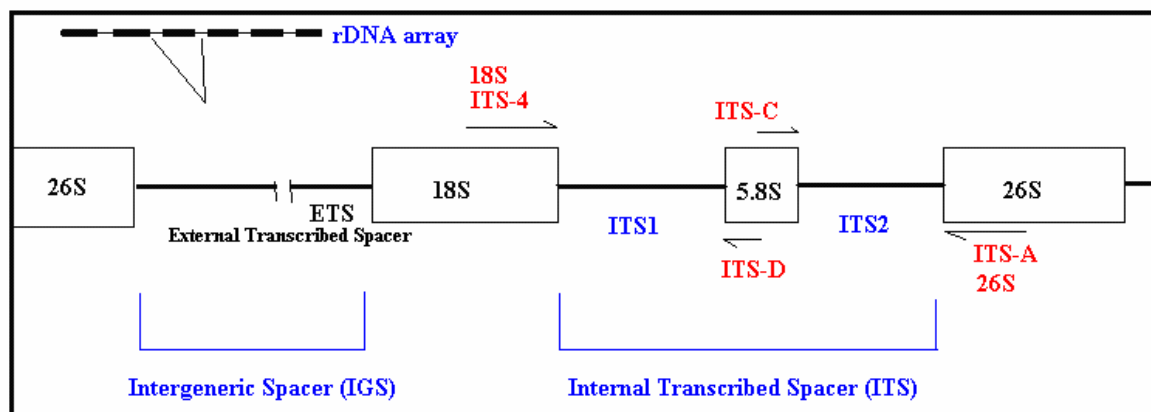 rDNA array
18S
ITS-4
ITS-C
26S
18S
5.8S
26S
ETS
External Transcribed Spacer
ITS1
ITS2
ITS-D
ITS-A
26S
Intergeneric Spacer (IGS)
Internal Transcribed Spacer (ITS)